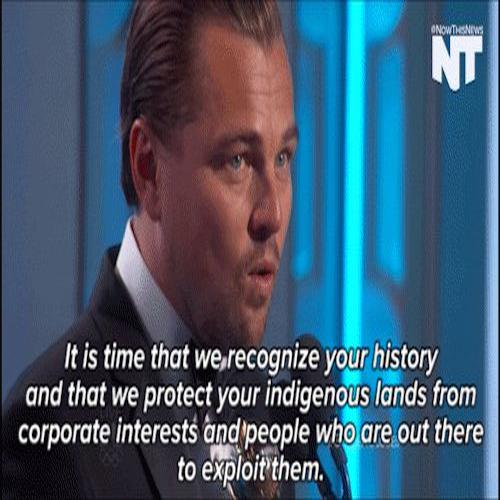 @NowThisNews
NT
It is time that we recognize your history
and that we protect your indigenous lands from
corporate interests and people who are out there
to exploit them.